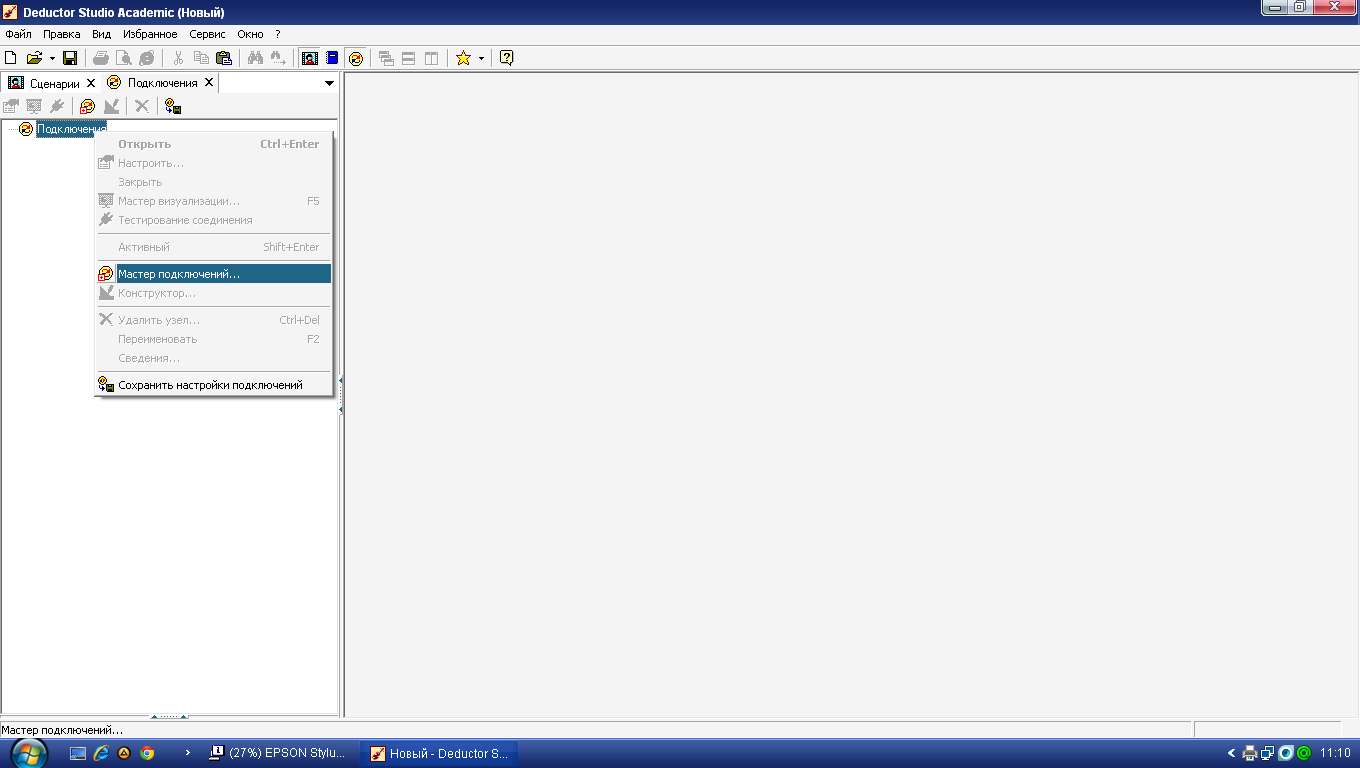 Deductor Studio Academic (Новый)
Файл Правка Вид Избранное Сервис Окно ?
Сценарии Подключения
Подключения
Открыть Ctrl+Enter
Настроить...
Закрыть
Мастер визуализации... F5
Тестирование соединения
Активный Shift+Enter
Мастер подключений...
Конструктор...
Удалить узел... Ctrl+Del
Переименовать F2
Сведения...
Сохранить настройки подключений
Мастер подключений...
(27%) EPSON Stylu... Новый - Deductor S... 11:10